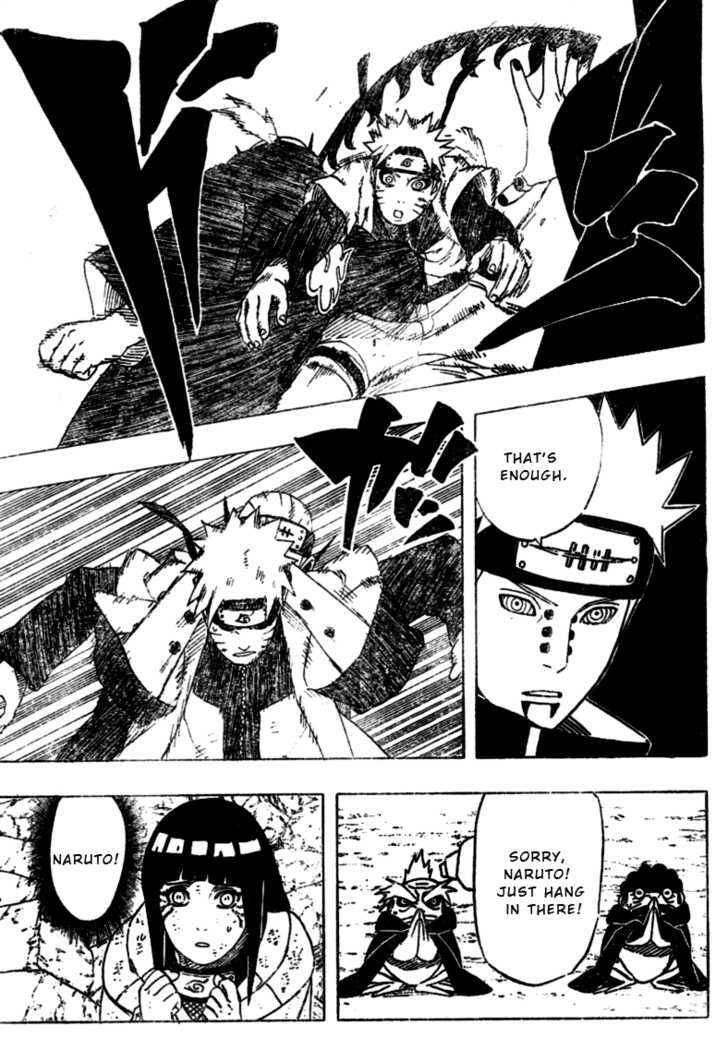 THAT'S
ENOUGH.
SORRY,
NARUTO!
JUST HANG
IN THERE!
NARUTO!